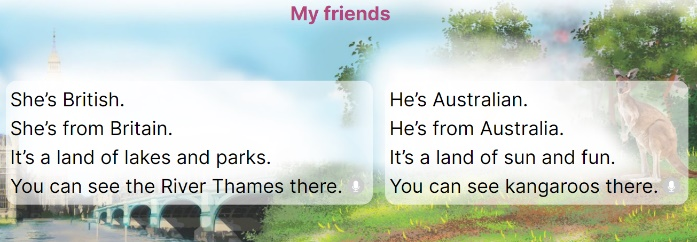 My friends
She's British.
She's from Britain.
It's a land of lakes and parks.
You can see the River Thames there.
He's Australian.
He's from Australia.
It's a land of sun and fun.
You can see kangaroos there.